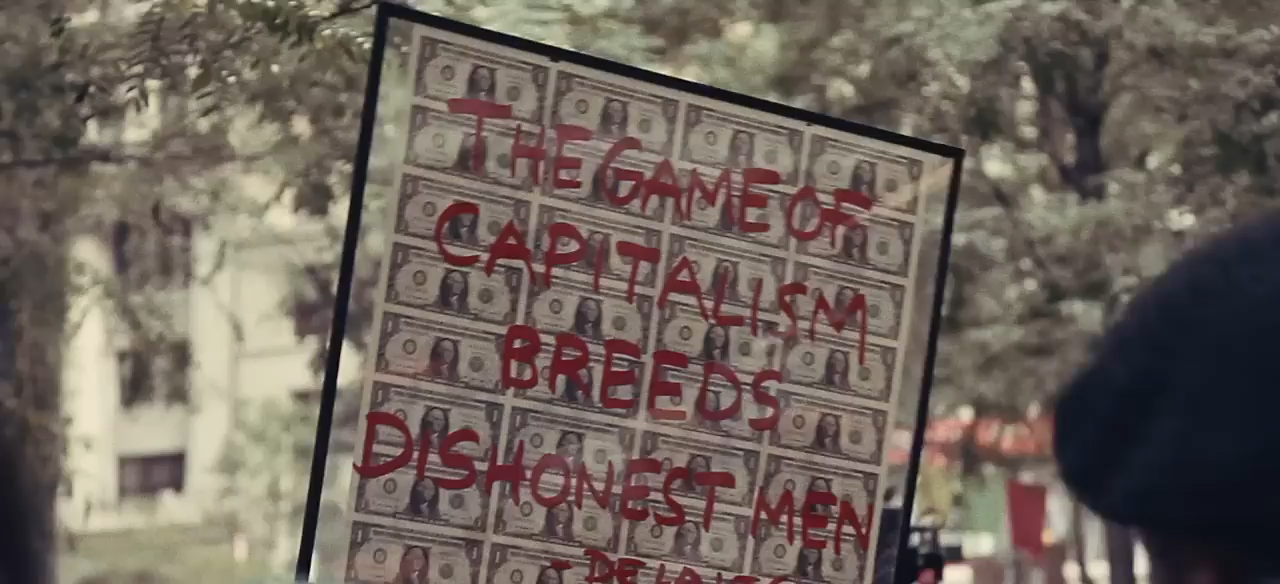 THE GAME OF
CAPITALISM
BREEDS
DISHONEST MEN